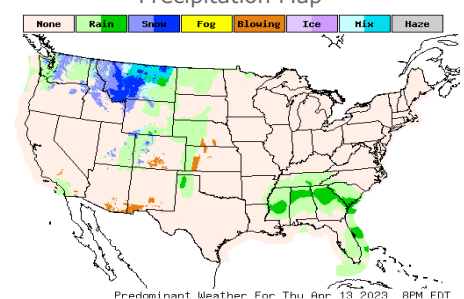 Precipitation Map
None Rain Snow Fog Blowing Ice Mix Haze
Predominant Weather For Thu Apr 13 2023 8PM EDT